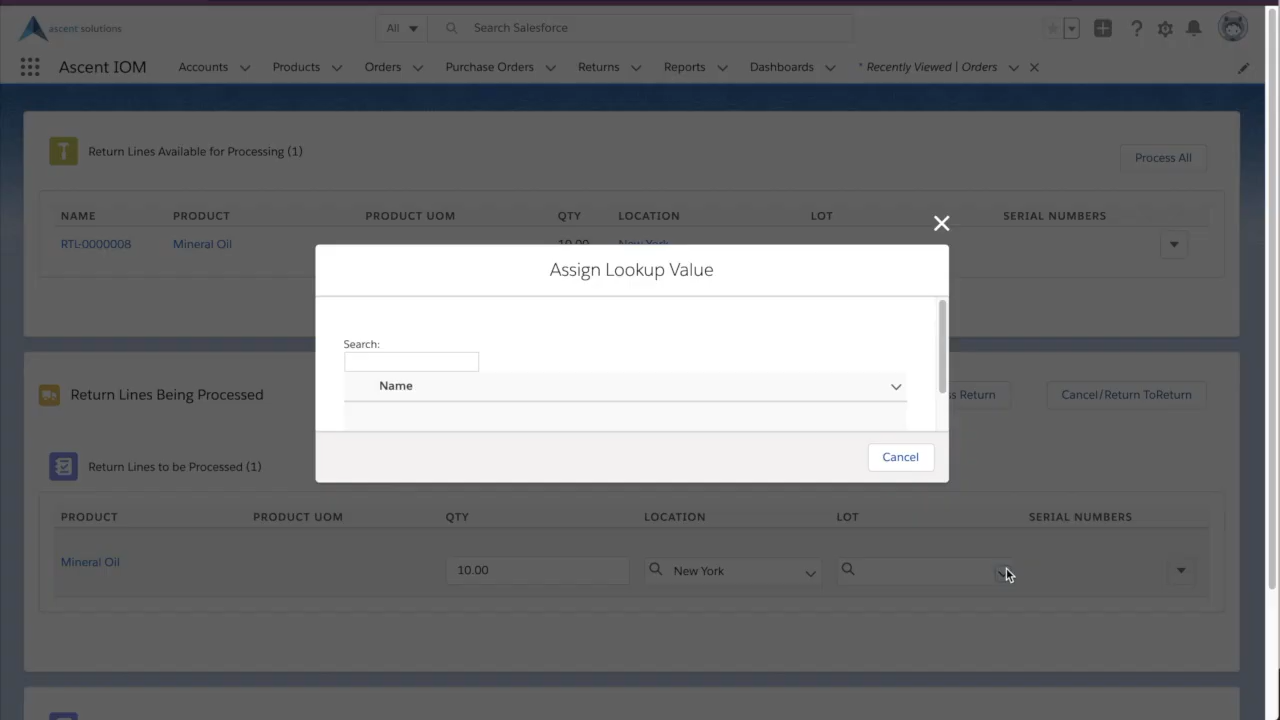 ascent solutions
All
Search Salesforce
Ascent IOM
Accounts
Products
Orders
Purchase Orders
Returns
Reports
Dashboards
* Recently Viewed | Orders
Return Lines Available for Processing (1)
Process All
NAME
PRODUCT
PRODUCT UOM
QTY
LOCATION
LOT
SERIAL NUMBERS
RTL-0000008
Mineral Oil
10.00
New York
Assign Lookup Value
Search:
Name
Cancel
Return Lines Being Processed
s Return
Cancel/Return ToReturn
Return Lines to be Processed (1)
PRODUCT
PRODUCT UOM
QTY
LOCATION
LOT
SERIAL NUMBERS
Mineral Oil
10.00
New York